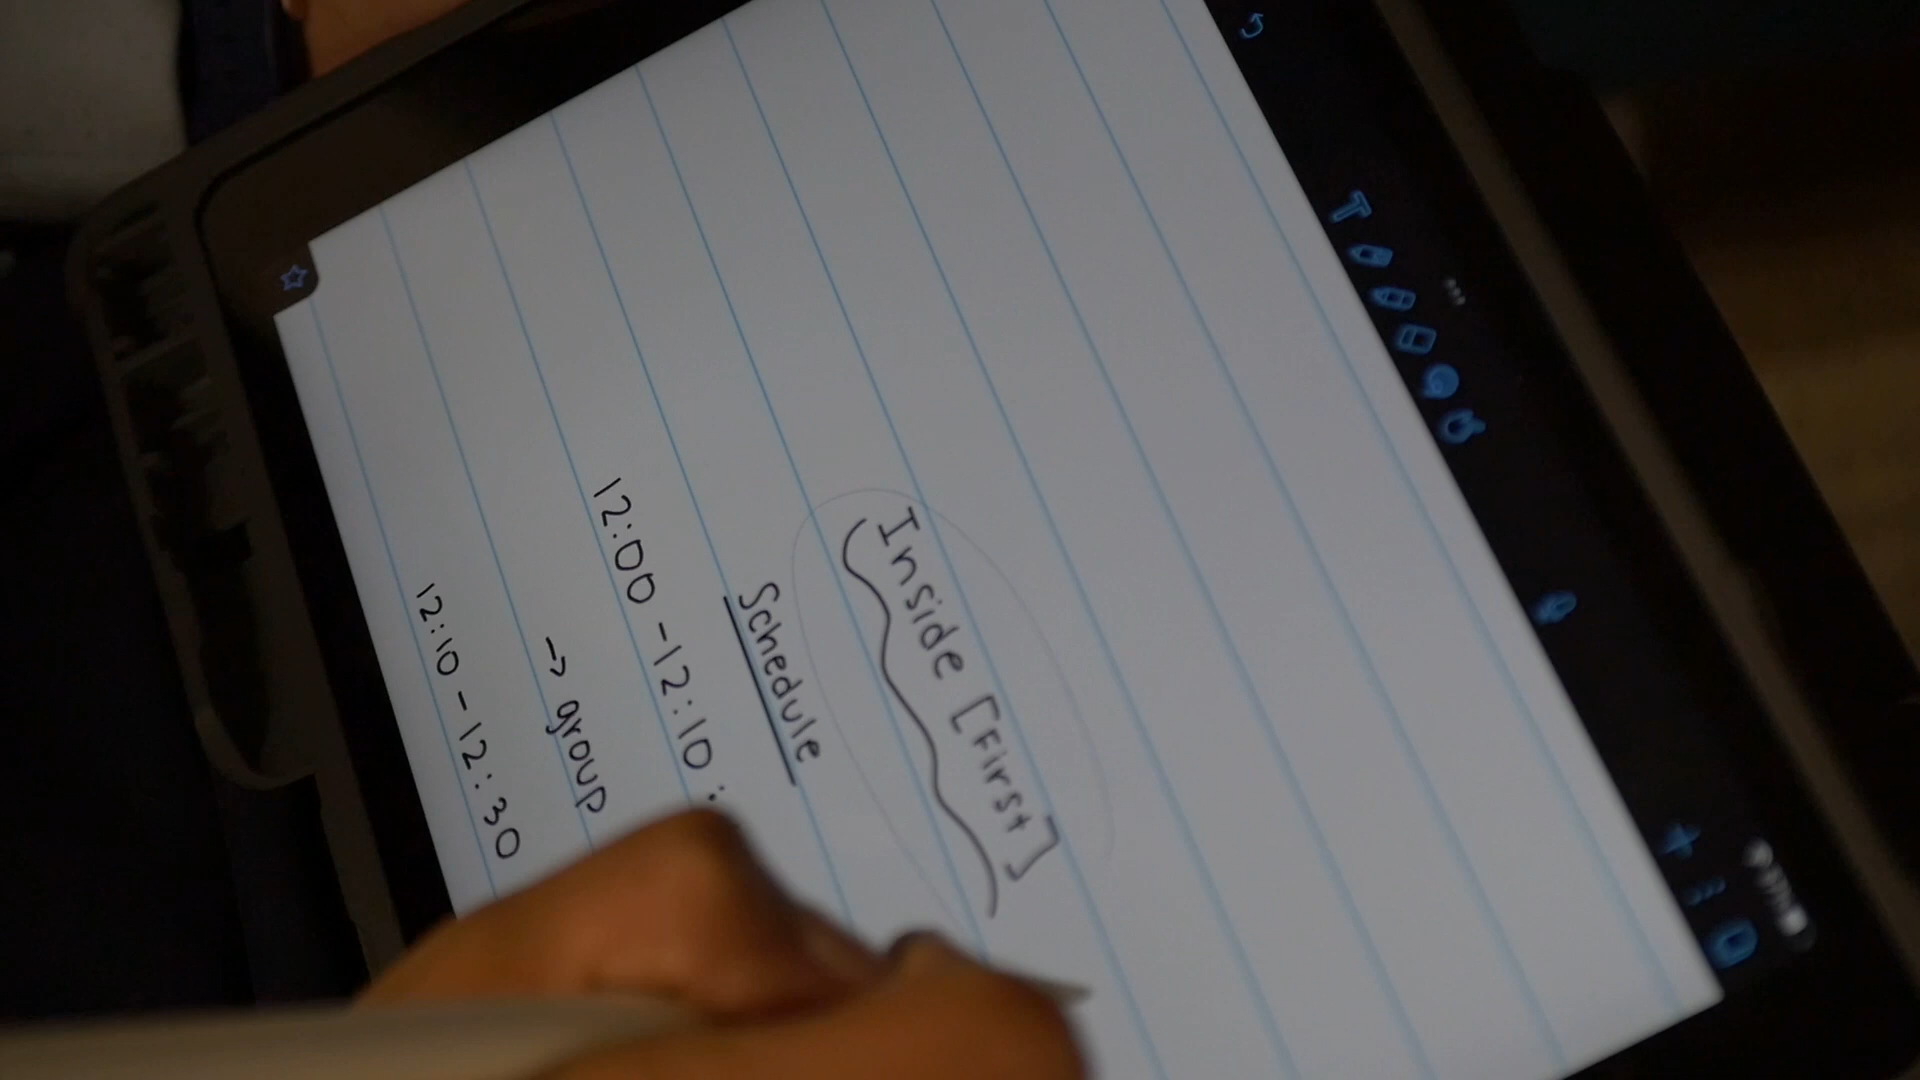 Inside [First]
Schedule
12:00 - 12:10 :
→ group
12:10 - 12:30